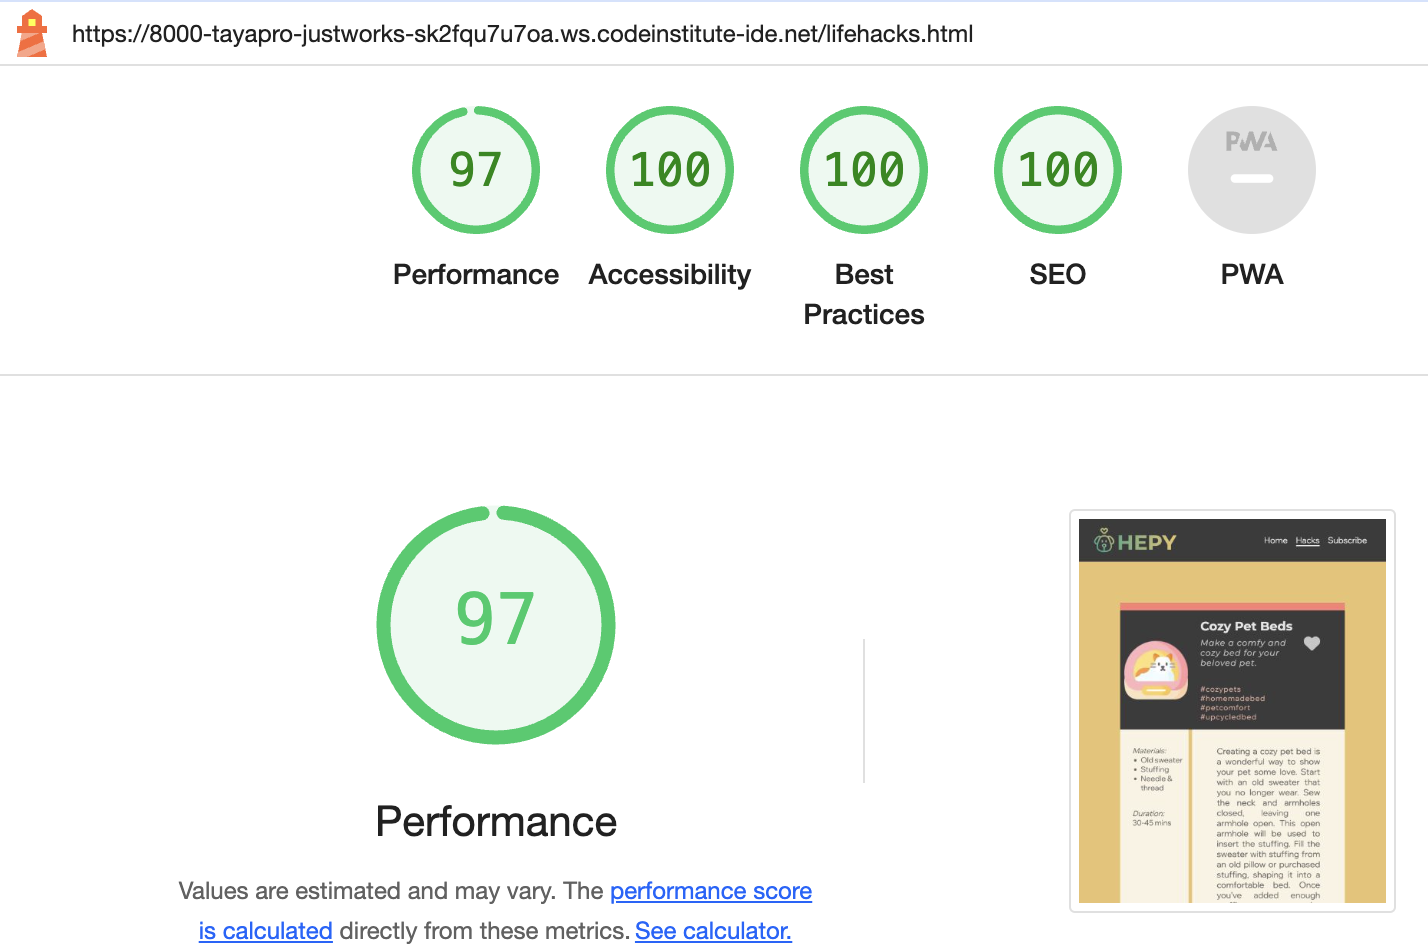 https://8000-tayapro-justworks-sk2fqu7u7oa.ws.codeinstitute-ide.net/lifehacks.html
97
100
100
100
PWA
Performance
Accessibility
Best
Practices
SEO
PWA
97
Performance
Values are estimated and may vary. The performance score
is calculated directly from these metrics. See calculator.
HEPY
Home Hacks Subscribe
Cozy Pet Beds
Make a comfy and
cozy bed for your
beloved pet.
#cozypets
#homemadebed
#petcomfort
#upcycledbed
Materials:
• Old sweater
• Stuffing
• Needle &
thread
Duration:
30-45 mins
Creating a cozy pet bed is
a wonderful way to show
your pet some love. Start
with an old sweater that
you no longer wear. Sew
the neck and armholes
closed, leaving one
armhole open. This open
armhole will be used to
insert the stuffing. Fill the
sweater with stuffing from
an old pillow or purchased
stuffing, shaping it into a
comfortable bed. Once
you've added enough